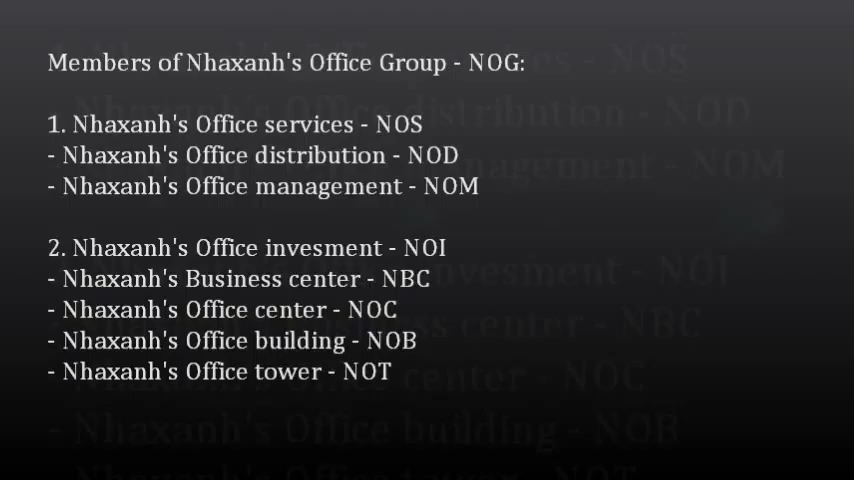 Members of Nhaxanh's Office Group - NOG:
1. Nhaxanh's Office services - NOS
- Nhaxanh's Office distribution - NOD
- Nhaxanh's Office management - NOM
2. Nhaxanh's Office invesment - NOI
- Nhaxanh's Business center - NBC
- Nhaxanh's Office center - NOC
- Nhaxanh's Office building - NOB
- Nhaxanh's Office tower - NOT